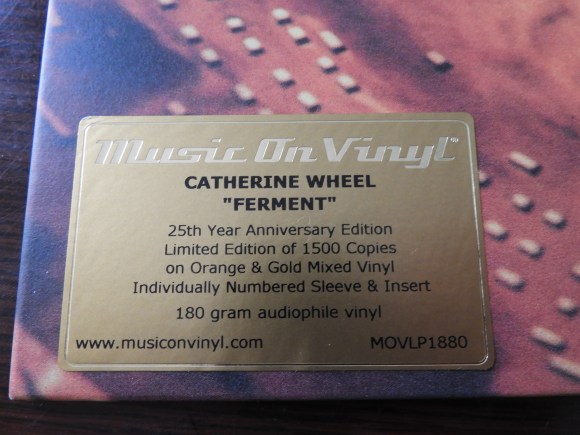 Music On Vinyl®
CATHERINE WHEEL
"FERMENT"
25th Year Anniversary Edition
Limited Edition of 1500 Copies
on Orange & Gold Mixed Vinyl
Individually Numbered Sleeve & Insert
180 gram audiophile vinyl
www.musiconvinyl.com MOVLP1880